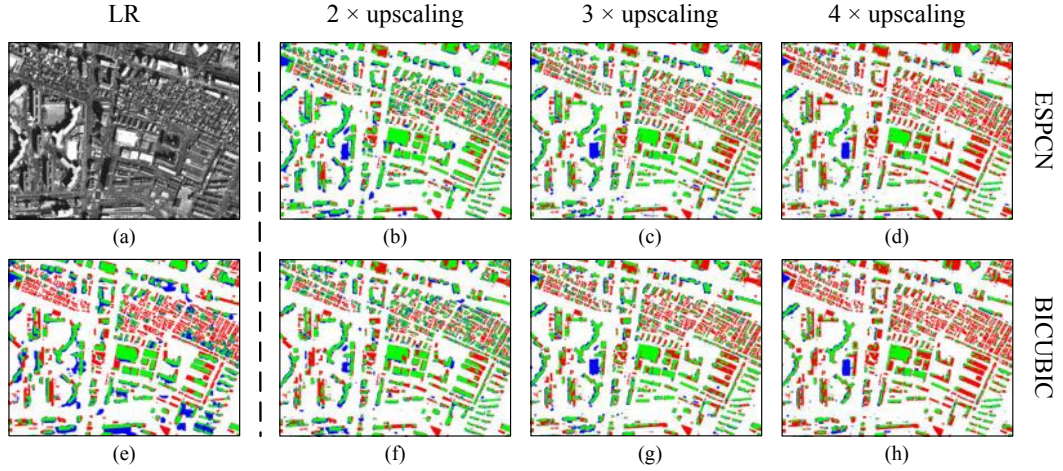 LR
2 × upscaling
3 × upscaling
4 × upscaling
ESPCN
(a)
(b)
(c)
(d)
BICUBIC
(e)
(f)
(g)
(h)